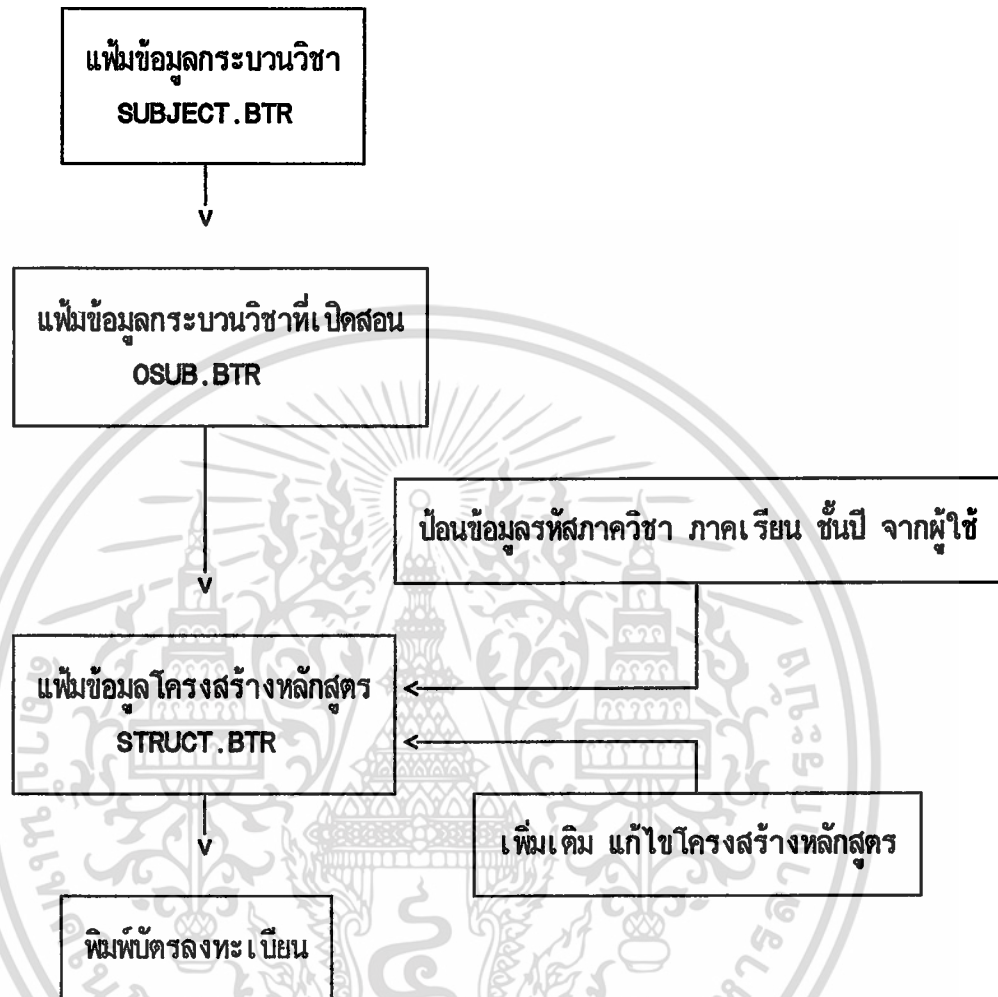 แฟ้มข้อมูลกระบวนวิชา
SUBJECT.BTR
แฟ้มข้อมูลกระบวนวิชาที่เปิดสอน
OSUB.BTR
ป้อนข้อมูลรหัสภาควิชา ภาคเรียน ชั้นปี จากผู้ใช้
แฟ้มข้อมูลโครงสร้างหลักสูตร
STRUCT.BTR
เพิ่มเติม แก้ไขโครงสร้างหลักสูตร
พิมพ์บัตรลงทะเบียน